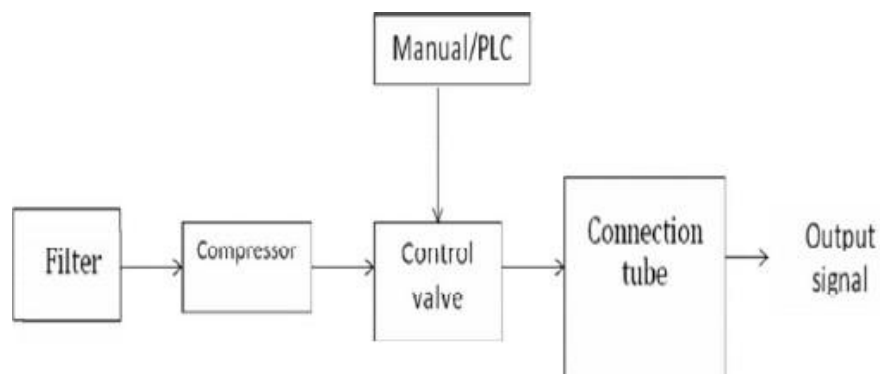 Manual/PLC
Filter
Compressor
Control
valve
Connection
tube
Output
signal